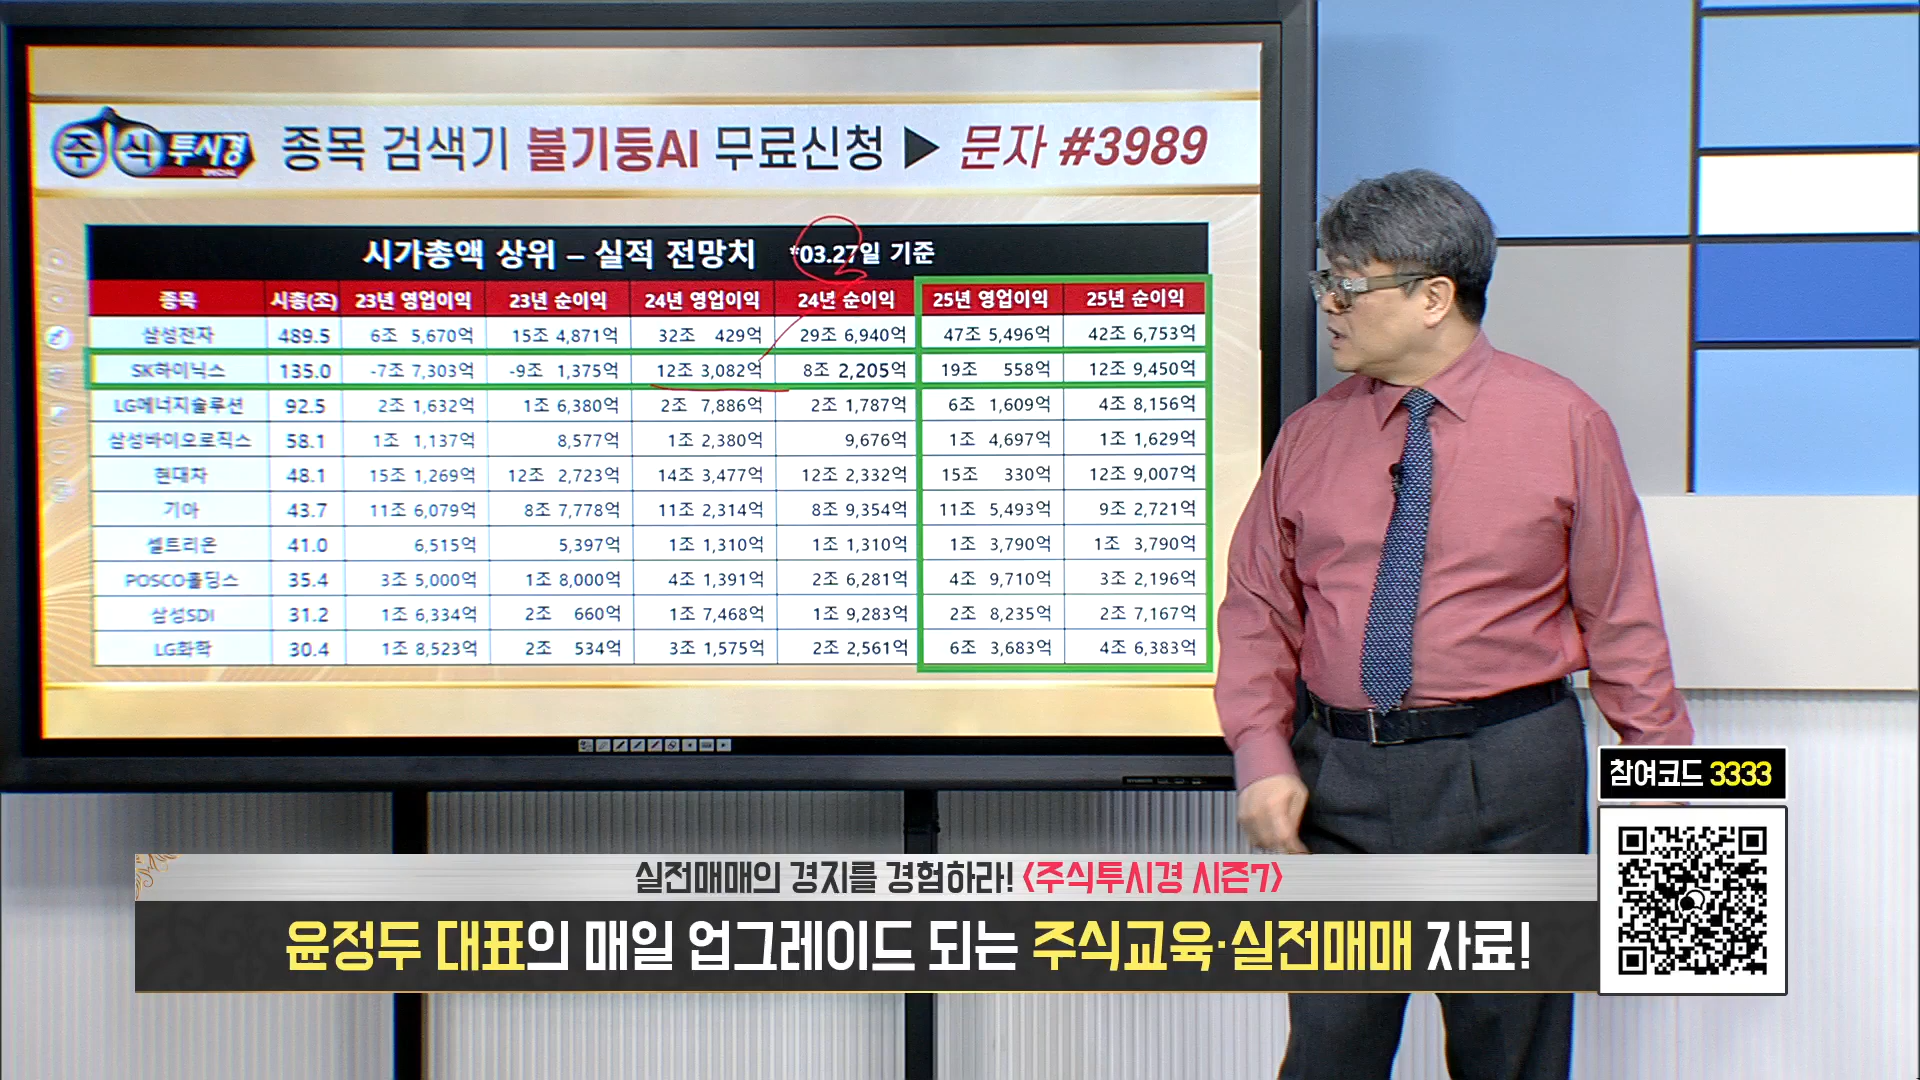 주식투시경 SPECIAL 종목 검색기 불기둥AI 무료신청 ▶ 문자 #3989
시가총액 상위 – 실적 전망치 *03.27일 기준
종목 시총(조) 23년 영업이익 23년 순이익 24년 영업이익 24년 순이익 25년 영업이익 25년 순이익
삼성전자 489.5 6조 5,670억 15조 4,871억 32조 429억 29조 6,940억 47조 5,496억 42조 6,753억
SK하이닉스 135.0 -7조 7,303억 -9조 1,375억 12조 3,082억 8조 2,205억 19조 558억 12조 9,450억
LG에너지솔루션 92.5 2조 1,632억 1조 6,380억 2조 7,886억 2조 1,787억 6조 1,609억 4조 8,156억
삼성바이오로직스 58.1 1조 1,137억 8,577억 1조 2,380억 9,676억 1조 4,697억 1조 1,629억
현대차 48.1 15조 1,269억 12조 2,723억 14조 3,477억 12조 2,332억 15조 330억 12조 9,007억
기아 43.7 11조 6,079억 8조 7,778억 11조 2,314억 8조 9,354억 11조 5,493억 9조 2,721억
셀트리온 41.0 6,515억 5,397억 1조 1,310억 1조 1,310억 1조 3,790억 1조 3,790억
POSCO홀딩스 35.4 3조 5,000억 1조 8,000억 4조 1,391억 2조 6,281억 4조 9,710억 3조 2,196억
삼성SDI 31.2 1조 6,334억 2조 660억 1조 7,468억 1조 9,283억 2조 8,235억 2조 7,167억
LG화학 30.4 1조 8,523억 2조 534억 3조 1,575억 2조 2,561억 6조 3,683억 4조 6,383억
참여코드 3333
실전매매의 경지를 경험하라! <주식투시경 시즌7>
윤정두 대표의 매일 업그레이드 되는 주식교육·실전매매 자료!